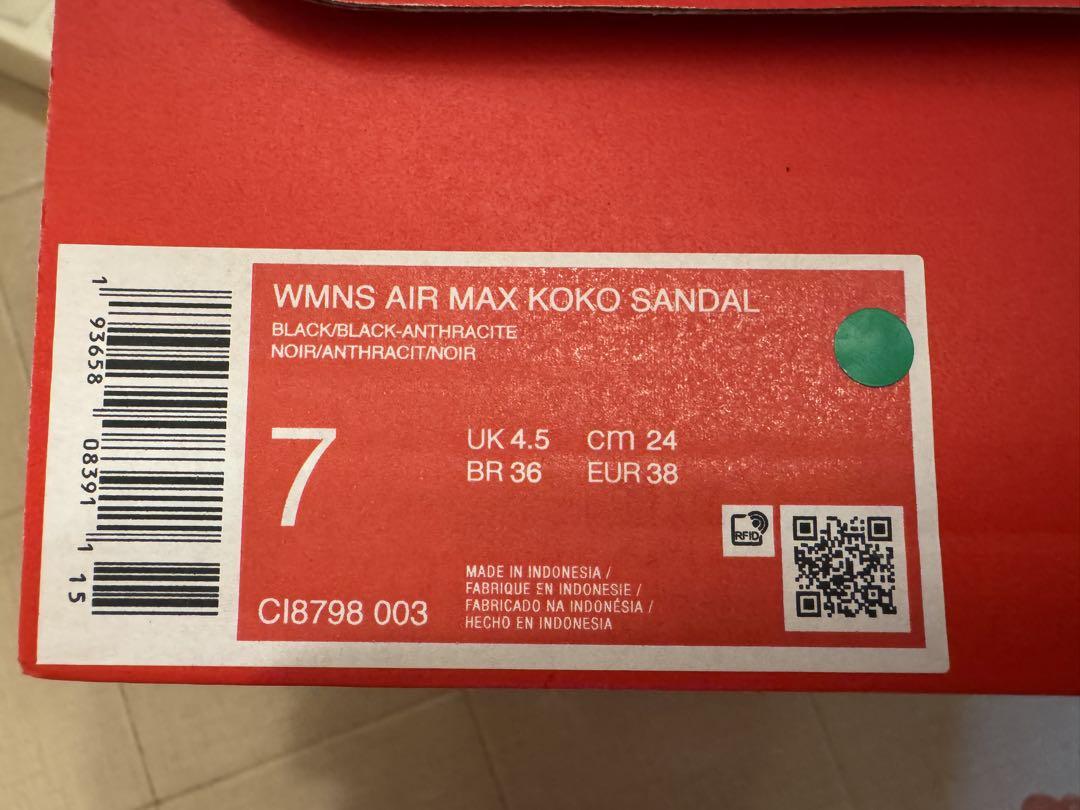 WMNS AIR MAX KOKO SANDAL
BLACK/BLACK-ANTHRACITE
NOIR/ANTHRACIT/NOIR
7
UK 4.5 cm 24
BR 36 EUR 38
RFID
MADE IN INDONESIA /
FABRIQUE EN INDONESIE /
FABRICADO NA INDONÉSIA /
HECHO EN INDONESIA
CI8798 003
1 93658 08391 1 15